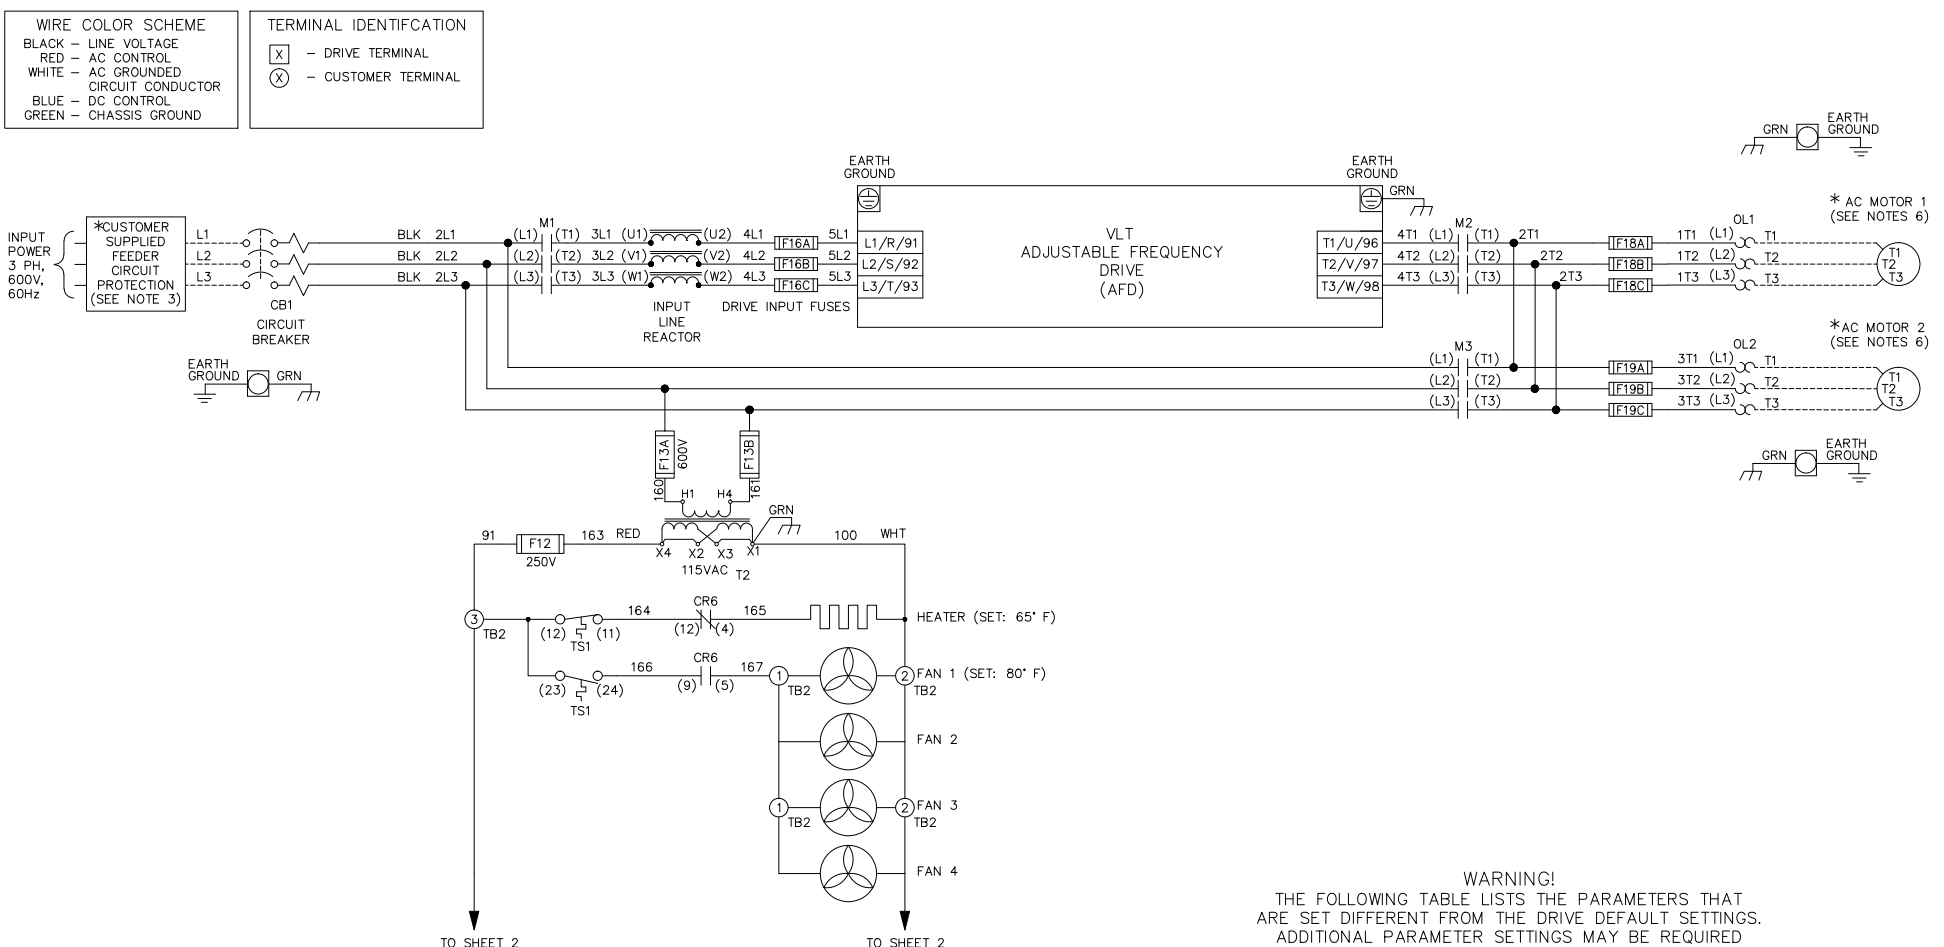 WIRE COLOR SCHEME
BLACK – LINE VOLTAGE
RED – AC CONTROL
WHITE – AC GROUNDED
CIRCUIT CONDUCTOR
BLUE – DC CONTROL
GREEN – CHASSIS GROUND
TERMINAL IDENTIFCATION
X – DRIVE TERMINAL
X – CUSTOMER TERMINAL
INPUT
POWER
3 PH,
600V,
60Hz
*CUSTOMER
SUPPLIED
FEEDER
CIRCUIT
PROTECTION
(SEE NOTE 3)
L1
L2
L3
CB1
CIRCUIT
BREAKER
EARTH
GROUND
GRN
BLK 2L1
BLK 2L2
BLK 2L3
M1
(L1) (T1) 3L1 (U1) (U2) 4L1 F16A 5L1
(L2) (T2) 3L2 (V1) (V2) 4L2 F16B 5L2
(L3) (T3) 3L3 (W1) (W2) 4L3 F16C 5L3
INPUT
LINE
REACTOR
DRIVE INPUT FUSES
EARTH
GROUND
L1/R/91
L2/S/92
L3/T/93
VLT
ADJUSTABLE FREQUENCY
DRIVE
(AFD)
EARTH
GROUND
GRN
T1/U/96
T2/V/97
T3/W/98
M2
4T1 (L1) (T1) 2T1 F18A 1T1 (L1) T1
4T2 (L2) (T2) 2T2 F18B 1T2 (L2) T2
4T3 (L3) (T3) 2T3 F18C 1T3 (L3) T3
OL1
GRN
EARTH
GROUND
* AC MOTOR 1
(SEE NOTES 6)
T1
T2
T3
M3
(L1) (T1) F19A 3T1 (L1) T1
(L2) (T2) F19B 3T2 (L2) T2
(L3) (T3) F19C 3T3 (L3) T3
OL2
*AC MOTOR 2
(SEE NOTES 6)
T1
T2
T3
GRN
EARTH
GROUND
F13A
600V
F13B
160
161
H1 H4
GRN
91 F12 163 RED
250V
X4 X2 X3 X1
115VAC T2
100 WHT
3
TB2
(12) (11)
TS1
164
CR6
(12) (4)
165
HEATER (SET: 65° F)
(23) (24)
TS1
166
CR6
(9) (5)
167
1
TB2
2
TB2
FAN 1 (SET: 80° F)
FAN 2
1
TB2
2
TB2
FAN 3
FAN 4
TO SHEET 2
TO SHEET 2
WARNING!
THE FOLLOWING TABLE LISTS THE PARAMETERS THAT
ARE SET DIFFERENT FROM THE DRIVE DEFAULT SETTINGS.
ADDITIONAL PARAMETER SETTINGS MAY BE REQUIRED